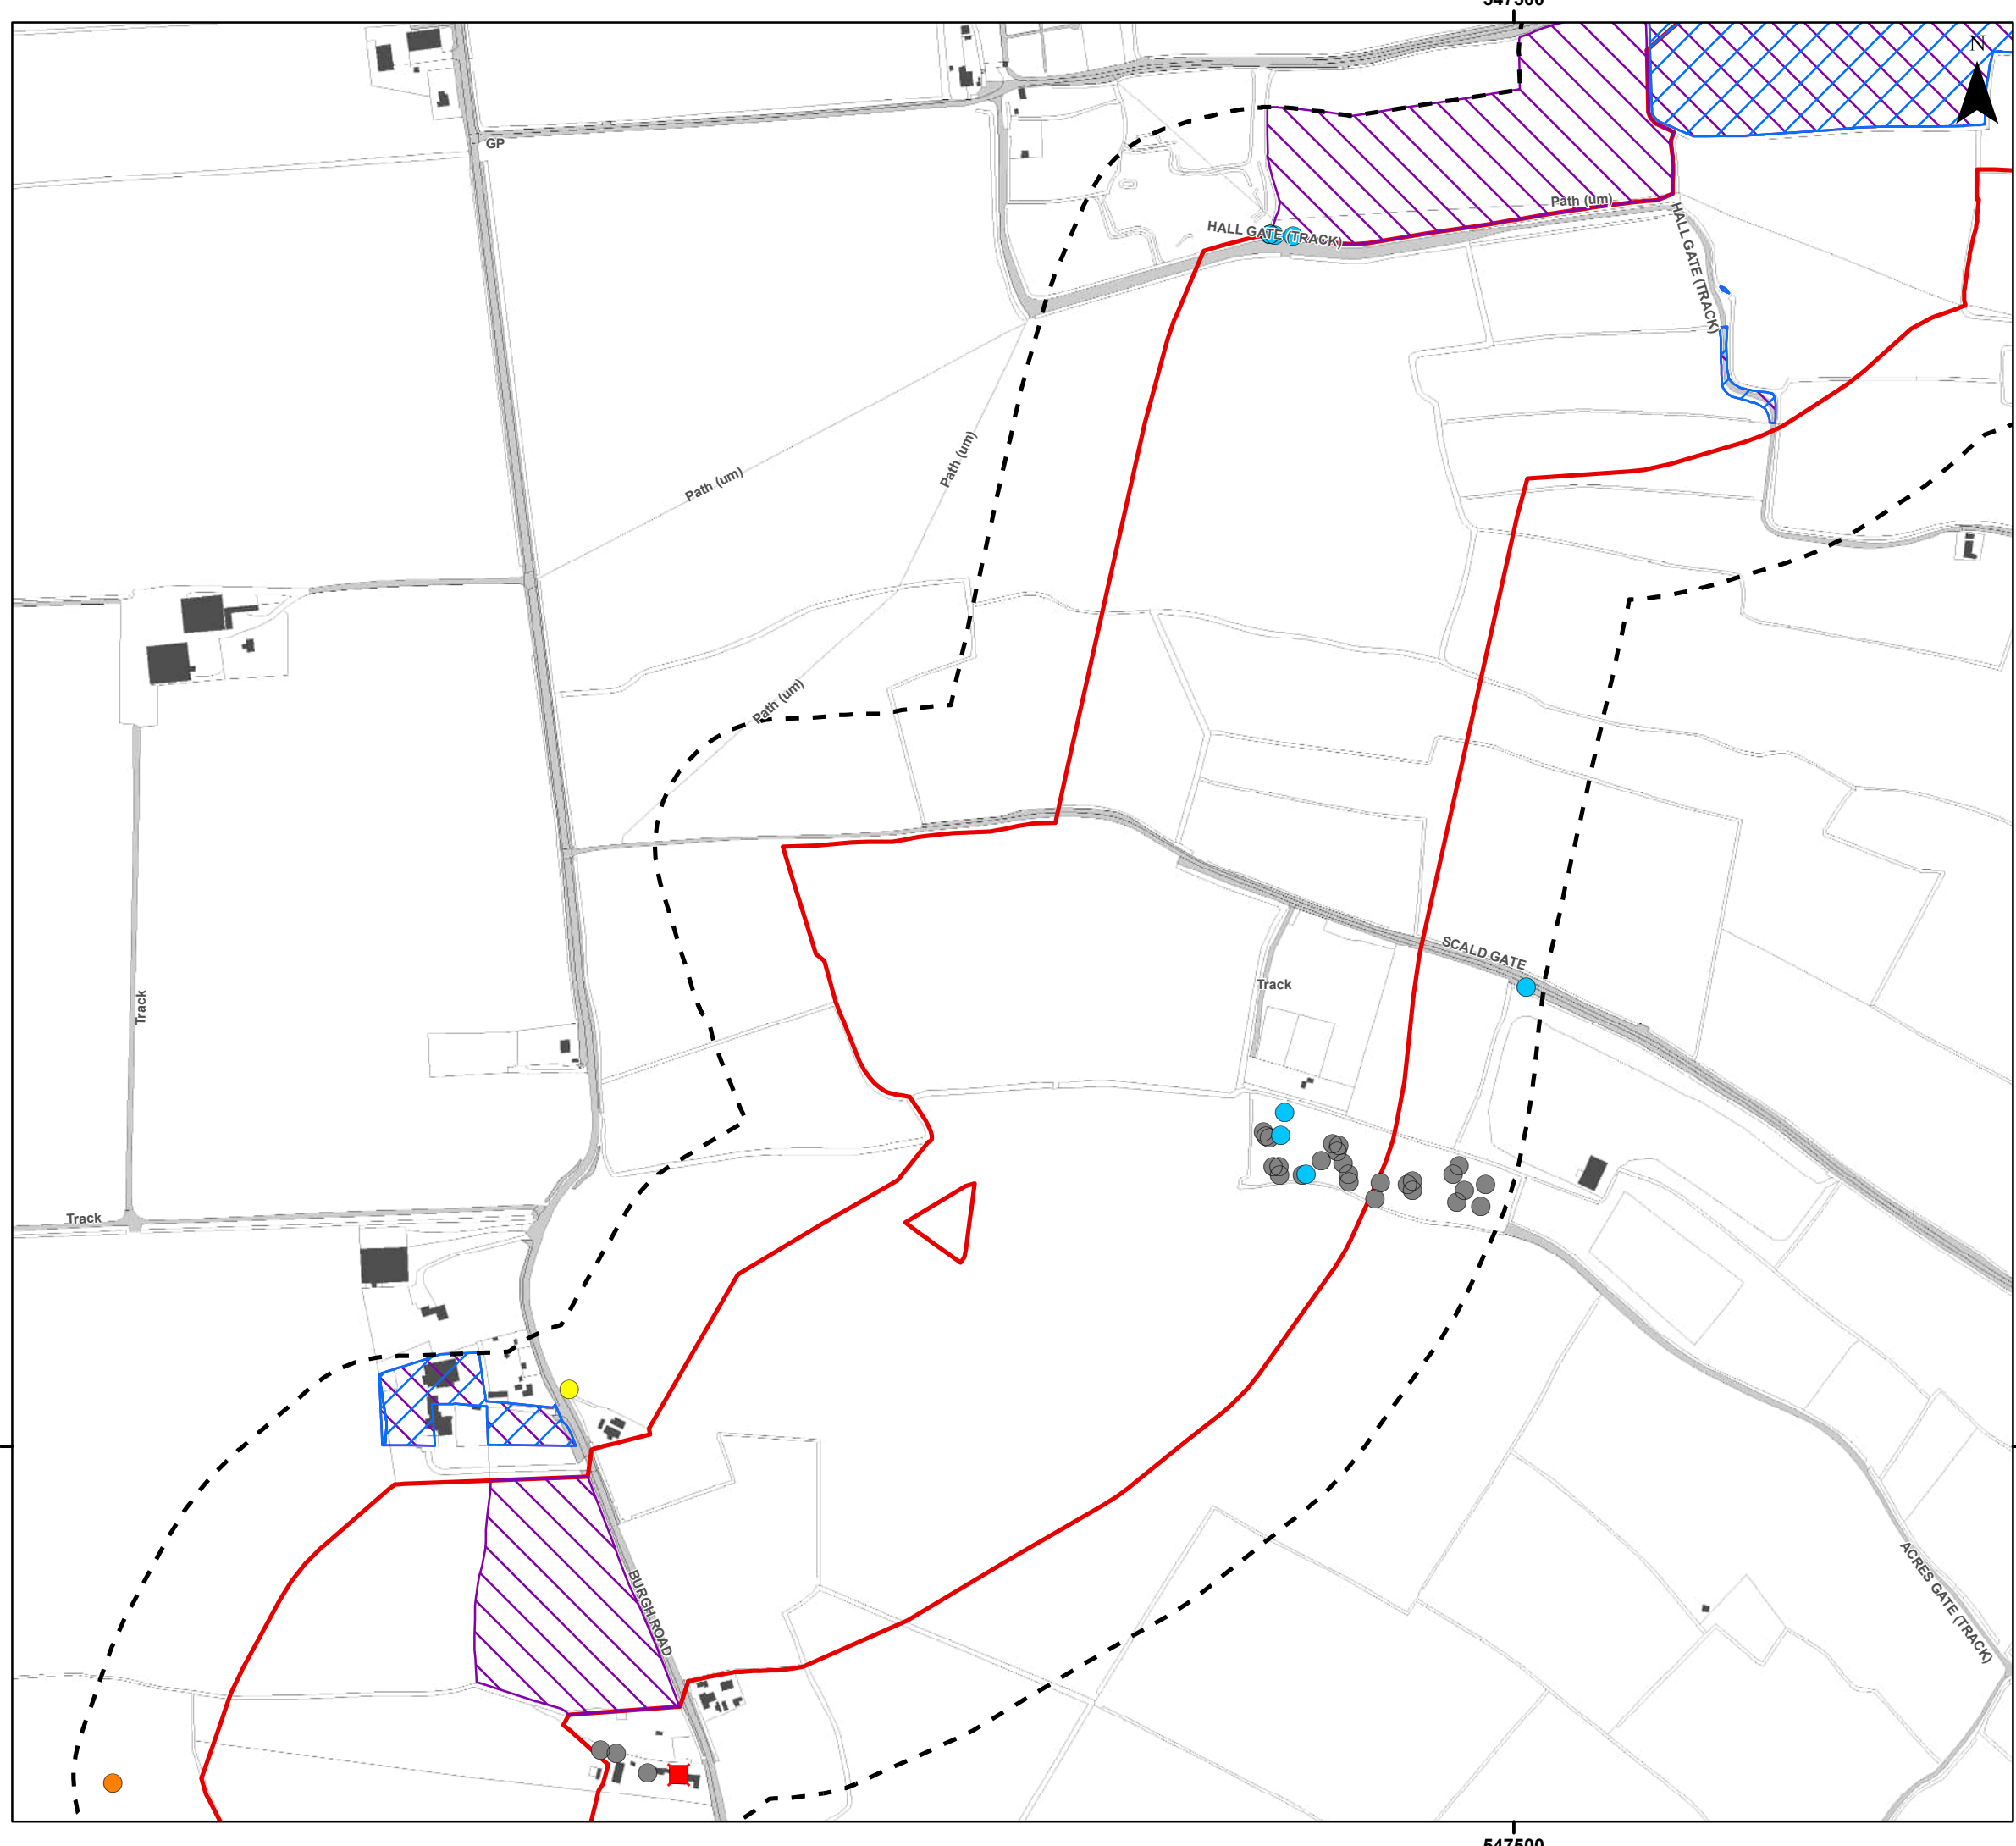 547500
N
GP
Path (um)
HALL GATE (TRACK)
HALL GATE (TRACK)
Path (um)
Path (um)
Path (um)
SCALD GATE
Track
Track
Track
BURGH ROAD
ACRES GATE (TRACK)
547500